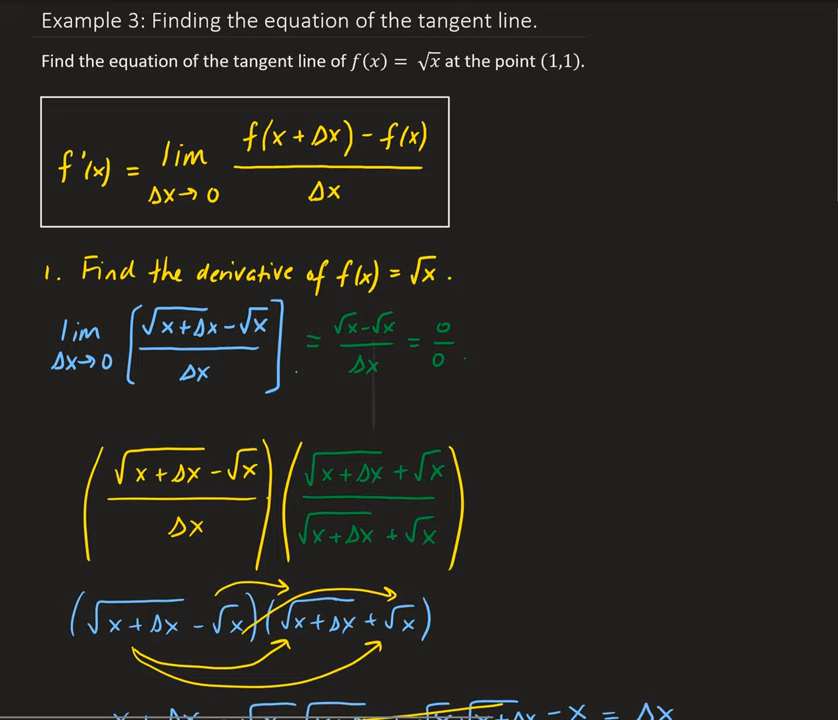 Example 3: Finding the equation of the tangent line.
Find the equation of the tangent line of f(x) = √x at the point (1,1).
f'(x) = lim Δx→0 (f(x + Δx) - f(x)) / Δx
1. Find the derivative of f(x) = √x .
lim Δx→0 [(√(x+Δx) - √x) / Δx] = (√x - √x) / Δx = 0/0 .
((√(x+Δx) - √x) / Δx) ((√(x+Δx) + √x) / (√(x+Δx) + √x))
(√(x+Δx) - √x)(√(x+Δx) + √x)
- x = Δx